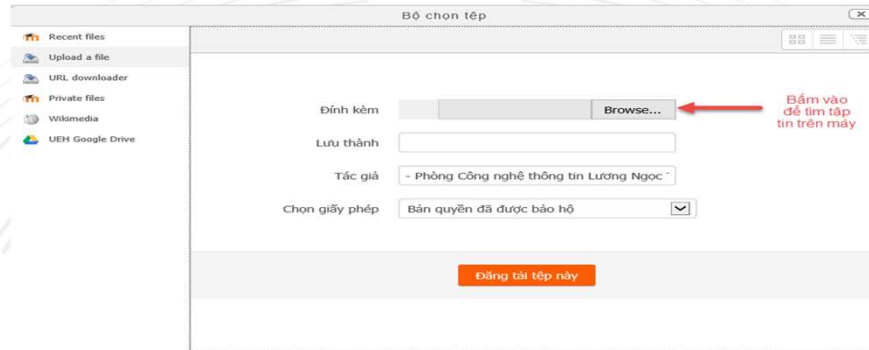 Bộ chọn tệp
Recent files
Upload a file
URL downloader
Private files
Wikimedia
UEH Google Drive
Đính kèm
Browse...
Bấm vào
để tìm tập
tin trên máy
Lưu thành
Tác giả
- Phòng Công nghệ thông tin Lương Ngọc
Chọn giấy phép
Bản quyền đã được bảo hộ
Đăng tải tệp này